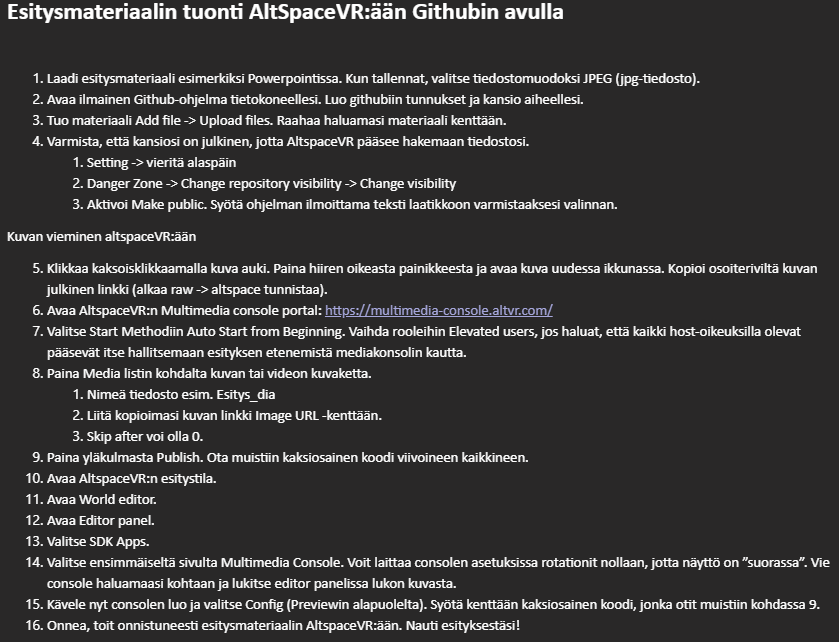 Esitysmateriaalin tuonti AltSpaceVR:ään Githubin avulla
1. Laadi esitysmateriaali esimerkiksi Powerpointissa. Kun tallennat, valitse tiedostomuodoksi JPEG (jpg-tiedosto).
2. Avaa ilmainen Github-ohjelma tietokoneellesi. Luo githubiin tunnukset ja kansio aiheellesi.
3. Tuo materiaali Add file -> Upload files. Raahaa haluamasi materiaali kenttään.
4. Varmista, että kansiosi on julkinen, jotta AltspaceVR pääsee hakemaan tiedostosi.
1. Setting -> vieritä alaspäin
2. Danger Zone -> Change repository visibility -> Change visibility
3. Aktivoi Make public. Syötä ohjelman ilmoittama teksti laatikkoon varmistaaksesi valinnan.
Kuvan vieminen altspaceVR:ään
5. Klikkaa kaksoisklikkaamalla kuva auki. Paina hiiren oikeasta painikkeesta ja avaa kuva uudessa ikkunassa. Kopioi osoiteriviltä kuvan
julkinen linkki (alkaa raw -> altspace tunnistaa).
6. Avaa AltspaceVR:n Multimedia console portal: https://multimedia-console.altvr.com/
7. Valitse Start Methodiin Auto Start from Beginning. Vaihda rooleihin Elevated users, jos haluat, että kaikki host-oikeuksilla olevat
pääsevät itse hallitsemaan esityksen etenemistä mediakonsolin kautta.
8. Paina Media listin kohdalta kuvan tai videon kuvaketta.
1. Nimeä tiedosto esim. Esitys_dia
2. Liitä kopioimasi kuvan linkki Image URL -kenttään.
3. Skip after voi olla 0.
9. Paina yläkulmasta Publish. Ota muistiin kaksiosainen koodi viivoineen kaikkineen.
10. Avaa AltspaceVR:n esitystila.
11. Avaa World editor.
12. Avaa Editor panel.
13. Valitse SDK Apps.
14. Valitse ensimmäiseltä sivulta Multimedia Console. Voit laittaa consolen asetuksissa rotationit nollaan, jotta näyttö on ”suorassa”. Vie
console haluamaasi kohtaan ja lukitse editor panelissa lukon kuvasta.
15. Kävele nyt consolen luo ja valitse Config (Previewin alapuolelta). Syötä kenttään kaksiosainen koodi, jonka otit muistiin kohdassa 9.
16. Onnea, toit onnistuneesti esitysmateriaalin AltspaceVR:ään. Nauti esityksestäsi!